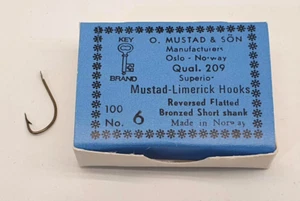 KEY
BRAND
O. MUSTAD & SÖN
Manufacturers
Oslo - Norway
Qual. 209
Superior
Mustad-Limerick Hooks
100
No. 6
Reversed Flatted
Bronzed Short shank
Made in Norway